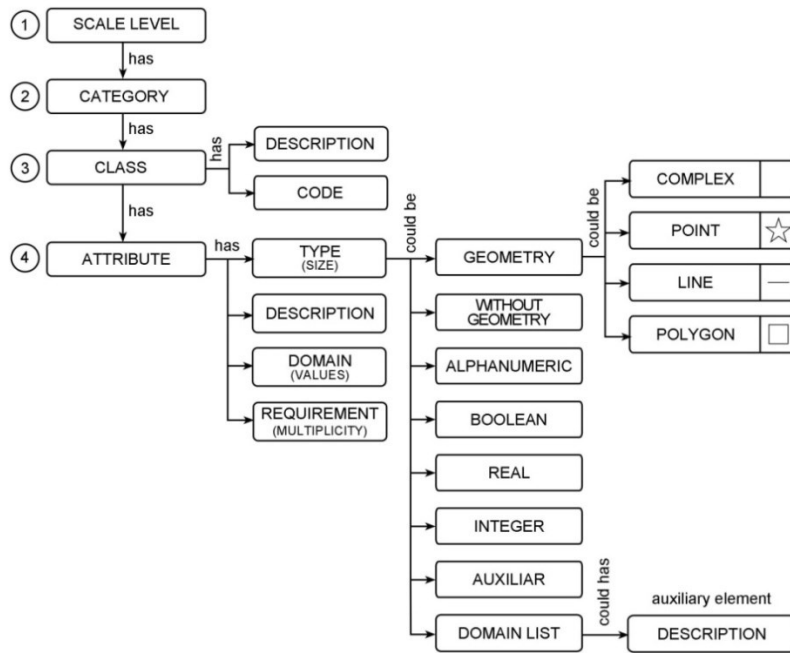 1
SCALE LEVEL
has
2
CATEGORY
has
3
CLASS
has
DESCRIPTION
CODE
has
4
ATTRIBUTE
has
TYPE
(SIZE)
DESCRIPTION
DOMAIN
(VALUES)
REQUIREMENT
(MULTIPLICITY)
could be
GEOMETRY
WITHOUT
GEOMETRY
ALPHANUMERIC
BOOLEAN
REAL
INTEGER
AUXILIAR
DOMAIN LIST
could be
COMPLEX
POINT
LINE
POLYGON
could has
auxiliary element
DESCRIPTION